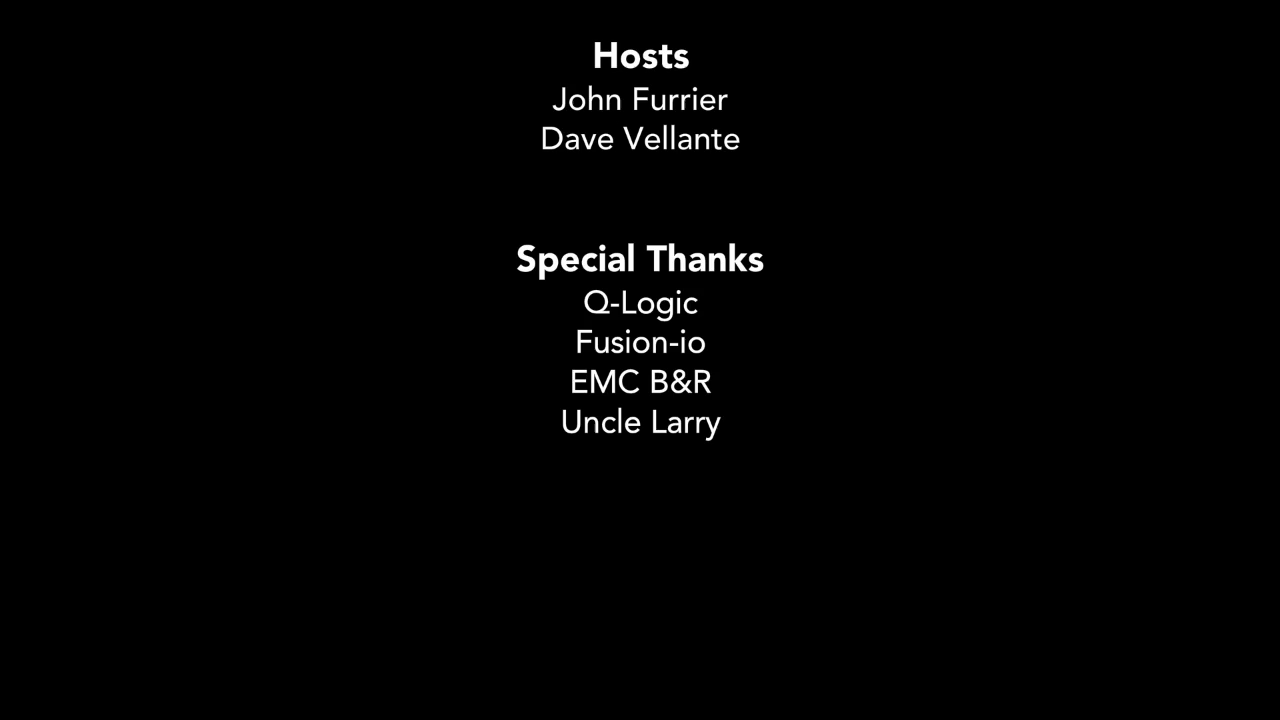 Hosts
John Furrier
Dave Vellante
Special Thanks
Q-Logic
Fusion-io
EMC B&R
Uncle Larry